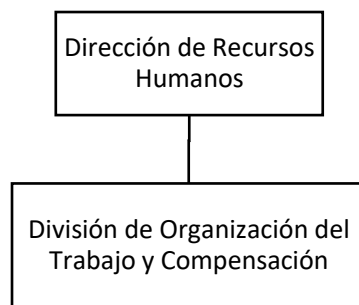 Dirección de Recursos
Humanos
División de Organización del
Trabajo y Compensación